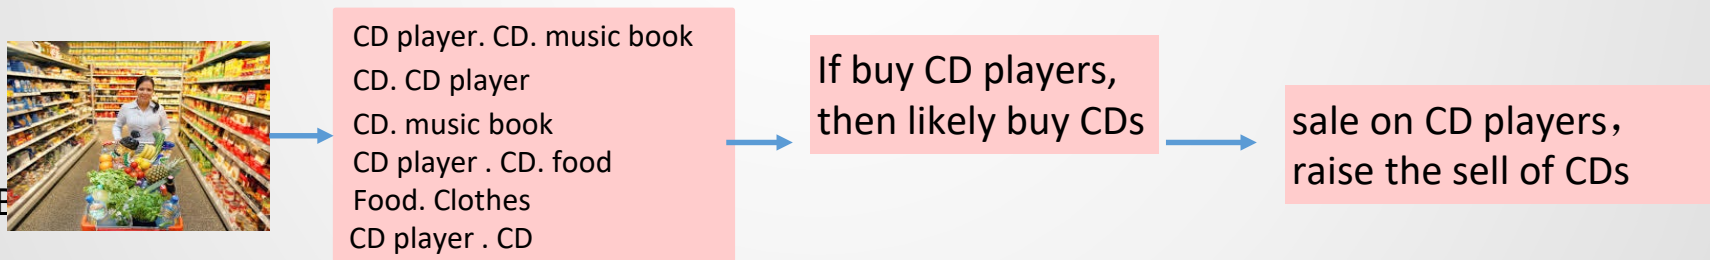 CD player. CD. music book
CD. CD player
CD. music book
CD player . CD. food
Food. Clothes
CD player . CD
If buy CD players,
then likely buy CDs
sale on CD players，
raise the sell of CDs